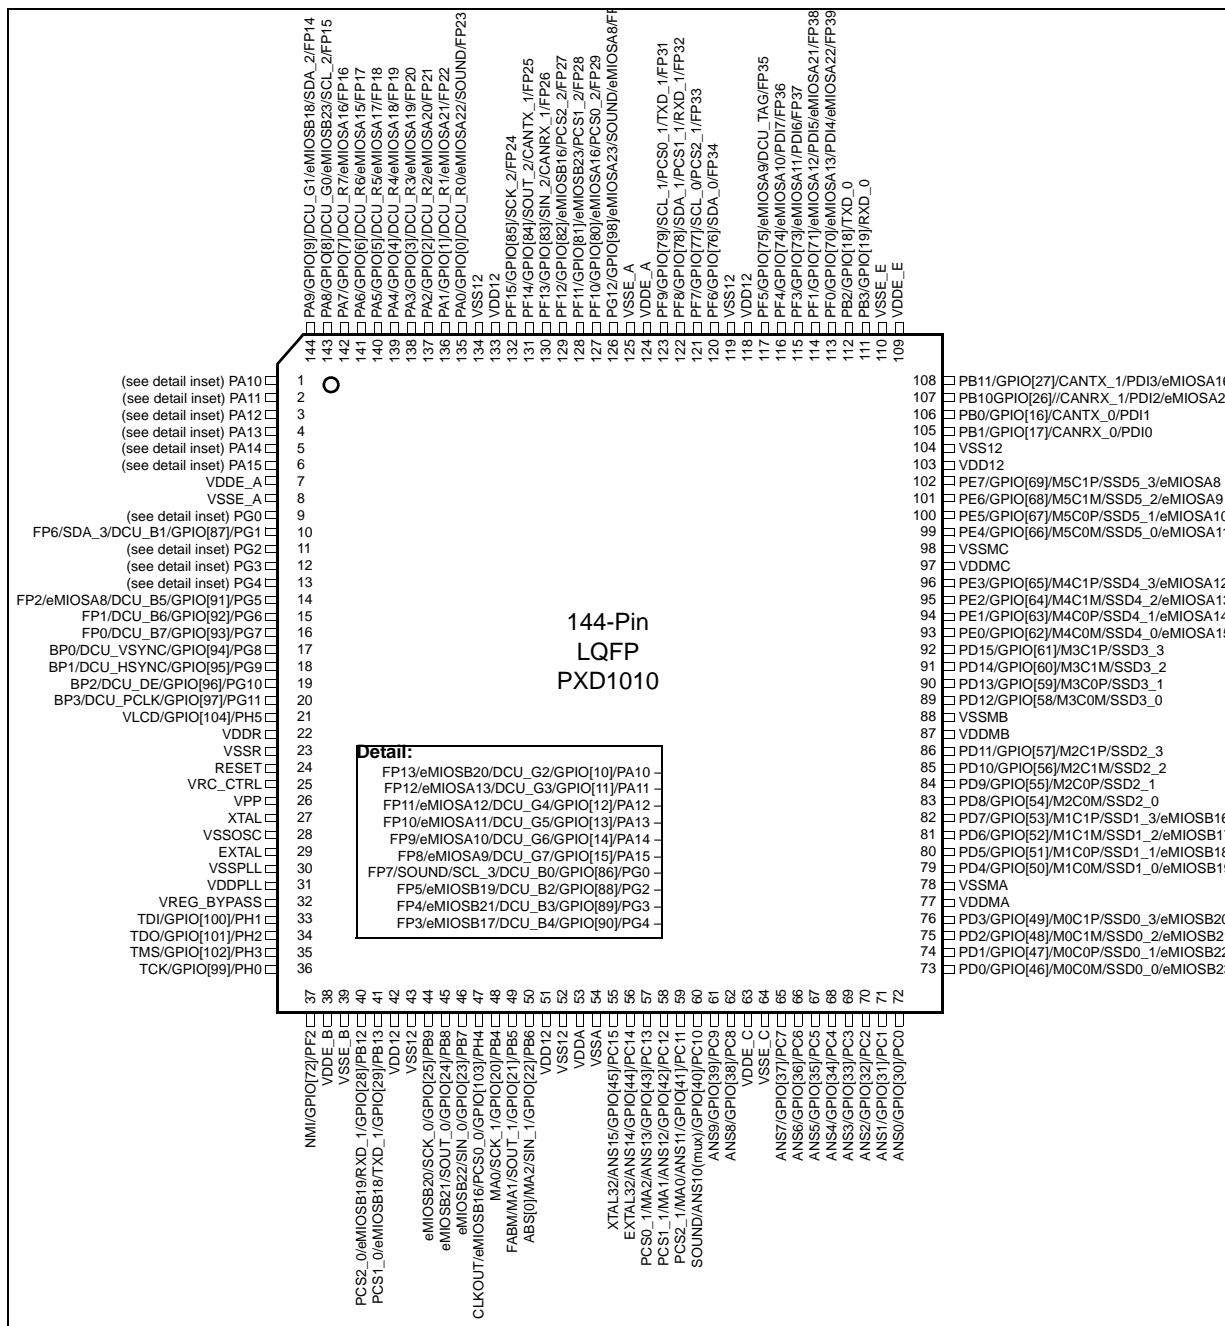 PA9/GPIO[9]/DCU_G1/eMIOSB18/SDA_2/FP14
PA8/GPIO[8]/DCU_G0/eMIOSB23/SCL_2/FP15
PA7/GPIO[7]/DCU_R7/eMIOSA16/FP16
PA6/GPIO[6]/DCU_R6/eMIOSA15/FP17
PA5/GPIO[5]/DCU_R5/eMIOSA17/FP18
PA4/GPIO[4]/DCU_R4/eMIOSA18/FP19
PA3/GPIO[3]/DCU_R3/eMIOSA19/FP20
PA2/GPIO[2]/DCU_R2/eMIOSA20/FP21
PA1/GPIO[1]/DCU_R1/eMIOSA21/FP22
PA0/GPIO[0]/DCU_R0/eMIOSA22/SOUND/FP23
VSS12
VDD12
PF15/GPIO[85]/SCK_2/FP24
PF14/GPIO[84]/SOUT_2/CANTX_1/FP25
PF13/GPIO[83]/SIN_2/CANRX_1/FP26
PF12/GPIO[82]/eMIOSB16/PCS2_2/FP27
PF11/GPIO[81]/eMIOSB23/PCS1_2/FP28
PF10/GPIO[80]/eMIOSA16/PCS0_2/FP29
PG12/GPIO[98]/eMIOSA23/SOUND/eMIOSA8/FP
VSSE_A
VDDE_A
PF9/GPIO[79]/SCL_1/PCS0_1/TXD_1/FP31
PF8/GPIO[78]/SDA_1/PCS1_1/RXD_1/FP32
PF7/GPIO[77]/SCL_0/PCS2_1/FP33
PF6/GPIO[76]/SDA_0/FP34
VSS12
VDD12
PF5/GPIO[75]/eMIOSA9/DCU_TAG/FP35
PF4/GPIO[74]/eMIOSA10/PDI7/FP36
PF3/GPIO[73]/eMIOSA11/PDI6/FP37
PF1/GPIO[71]/eMIOSA12/PDI5/eMIOSA21/FP38
PF0/GPIO[70]/eMIOSA13/PDI4/eMIOSA22/FP39
PB2/GPIO[18]/TXD_0
PB3/GPIO[19]/RXD_0
VSSE_E
VDDE_E
144 143 142 141 140 139 138 137 136 135 134 133 132 131 130 129 128 127 126 125 124 123 122 121 120 119 118 117 116 115 114 113 112 111 110 109
(see detail inset) PA10 1
(see detail inset) PA11 2
(see detail inset) PA12 3
(see detail inset) PA13 4
(see detail inset) PA14 5
(see detail inset) PA15 6
VDDE_A 7
VSSE_A 8
(see detail inset) PG0 9
FP6/SDA_3/DCU_B1/GPIO[87]/PG1 10
(see detail inset) PG2 11
(see detail inset) PG3 12
(see detail inset) PG4 13
FP2/eMIOSA8/DCU_B5/GPIO[91]/PG5 14
FP1/DCU_B6/GPIO[92]/PG6 15
FP0/DCU_B7/GPIO[93]/PG7 16
BP0/DCU_VSYNC/GPIO[94]/PG8 17
BP1/DCU_HSYNC/GPIO[95]/PG9 18
BP2/DCU_DE/GPIO[96]/PG10 19
BP3/DCU_PCLK/GPIO[97]/PG11 20
VLCD/GPIO[104]/PH5 21
VDDR 22
VSSR 23
RESET 24
VRC_CTRL 25
VPP 26
XTAL 27
VSSOSC 28
EXTAL 29
VSSPLL 30
VDDPLL 31
VREG_BYPASS 32
TDI/GPIO[100]/PH1 33
TDO/GPIO[101]/PH2 34
TMS/GPIO[102]/PH3 35
TCK/GPIO[99]/PH0 36
144-Pin
LQFP
PXD1010
Detail:
FP13/eMIOSB20/DCU_G2/GPIO[10]/PA10
FP12/eMIOSA13/DCU_G3/GPIO[11]/PA11
FP11/eMIOSA12/DCU_G4/GPIO[12]/PA12
FP10/eMIOSA11/DCU_G5/GPIO[13]/PA13
FP9/eMIOSA10/DCU_G6/GPIO[14]/PA14
FP8/eMIOSA9/DCU_G7/GPIO[15]/PA15
FP7/SOUND/SCL_3/DCU_B0/GPIO[86]/PG0
FP5/eMIOSB19/DCU_B2/GPIO[88]/PG2
FP4/eMIOSB21/DCU_B3/GPIO[89]/PG3
FP3/eMIOSB17/DCU_B4/GPIO[90]/PG4
108 PB11/GPIO[27]/CANTX_1/PDI3/eMIOSA16
107 PB10GPIO[26]//CANRX_1/PDI2/eMIOSA2
106 PB0/GPIO[16]/CANTX_0/PDI1
105 PB1/GPIO[17]/CANRX_0/PDI0
104 VSS12
103 VDD12
102 PE7/GPIO[69]/M5C1P/SSD5_3/eMIOSA8
101 PE6/GPIO[68]/M5C1M/SSD5_2/eMIOSA9
100 PE5/GPIO[67]/M5C0P/SSD5_1/eMIOSA10
99 PE4/GPIO[66]/M5C0M/SSD5_0/eMIOSA11
98 VSSMC
97 VDDMC
96 PE3/GPIO[65]/M4C1P/SSD4_3/eMIOSA12
95 PE2/GPIO[64]/M4C1M/SSD4_2/eMIOSA13
94 PE1/GPIO[63]/M4C0P/SSD4_1/eMIOSA14
93 PE0/GPIO[62]/M4C0M/SSD4_0/eMIOSA15
92 PD15/GPIO[61]/M3C1P/SSD3_3
91 PD14/GPIO[60]/M3C1M/SSD3_2
90 PD13/GPIO[59]/M3C0P/SSD3_1
89 PD12/GPIO[58/M3C0M/SSD3_0
88 VSSMB
87 VDDMB
86 PD11/GPIO[57]/M2C1P/SSD2_3
85 PD10/GPIO[56]/M2C1M/SSD2_2
84 PD9/GPIO[55]/M2C0P/SSD2_1
83 PD8/GPIO[54]/M2C0M/SSD2_0
82 PD7/GPIO[53]/M1C1P/SSD1_3/eMIOSB16
81 PD6/GPIO[52]/M1C1M/SSD1_2/eMIOSB17
80 PD5/GPIO[51]/M1C0P/SSD1_1/eMIOSB18
79 PD4/GPIO[50]/M1C0M/SSD1_0/eMIOSB19
78 VSSMA
77 VDDMA
76 PD3/GPIO[49]/M0C1P/SSD0_3/eMIOSB20
75 PD2/GPIO[48]/M0C1M/SSD0_2/eMIOSB2
74 PD1/GPIO[47]/M0C0P/SSD0_1/eMIOSB22
73 PD0/GPIO[46]/M0C0M/SSD0_0/eMIOSB23
37 38 39 40 41 42 43 44 45 46 47 48 49 50 51 52 53 54 55 56 57 58 59 60 61 62 63 64 65 66 67 68 69 70 71 72
NMI/GPIO[72]/PF2
VDDE_B
VSSE_B
PCS2_0/eMIOSB19/RXD_1/GPIO[28]/PB12
PCS1_0/eMIOSB18/TXD_1/GPIO[29]/PB13
VDD12
VSS12
eMIOSB20/SCK_0/GPIO[25]/PB9
eMIOSB21/SOUT_0/GPIO[24]/PB8
eMIOSB22/SIN_0/GPIO[23]/PB7
CLKOUT/eMIOSB16/PCS0_0/GPIO[103]/PH4
MA0/SCK_1/GPIO[20]/PB4
FABM/MA1/SOUT_1/GPIO[21]/PB5
ABS[0]/MA2/SIN_1/GPIO[22]/PB6
VDD12
VSS12
VDDA
VSSA
XTAL32/ANS15/GPIO[45]/PC15
EXTAL32/ANS14/GPIO[44]/PC14
PCS0_1/MA2/ANS13/GPIO[43]/PC13
PCS1_1/MA1/ANS12/GPIO[42]/PC12
PCS2_1/MA0/ANS11/GPIO[41]/PC11
SOUND/ANS10(mux)/GPIO[40]/PC10
ANS9/GPIO[39]/PC9
ANS8/GPIO[38]/PC8
VDDE_C
VSSE_C
ANS7/GPIO[37]/PC7
ANS6/GPIO[36]/PC6
ANS5/GPIO[35]/PC5
ANS4/GPIO[34]/PC4
ANS3/GPIO[33]/PC3
ANS2/GPIO[32]/PC2
ANS1/GPIO[31]/PC1
ANS0/GPIO[30]/PC0